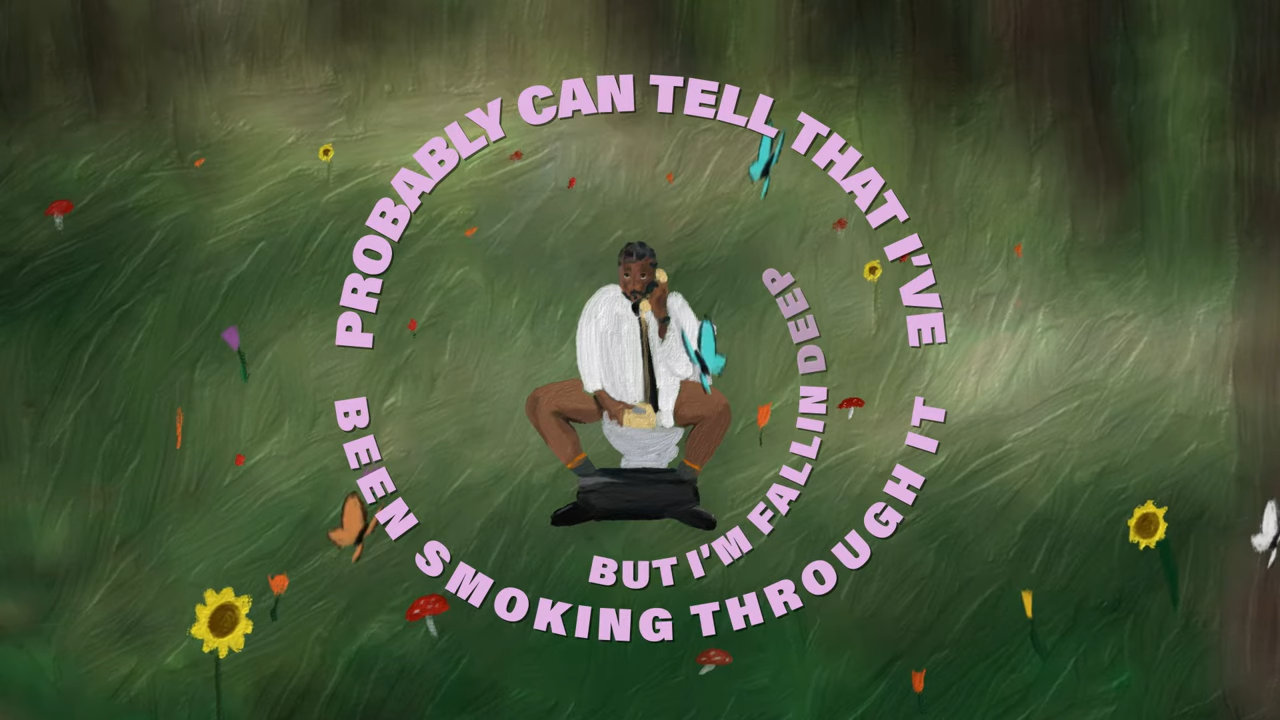 PROBABLY CAN TELL THAT I'VE
BEEN SMOKING THROUGH IT
BUT I'M FALLIN DEEP